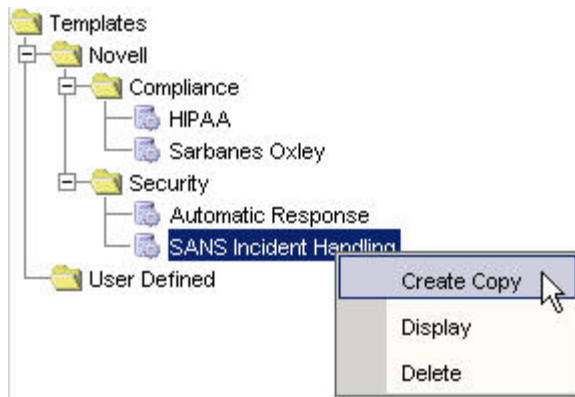 Templates
Novell
Compliance
HIPAA
Sarbanes Oxley
Security
Automatic Response
SANS Incident Handling
User Defined
Create Copy
Display
Delete